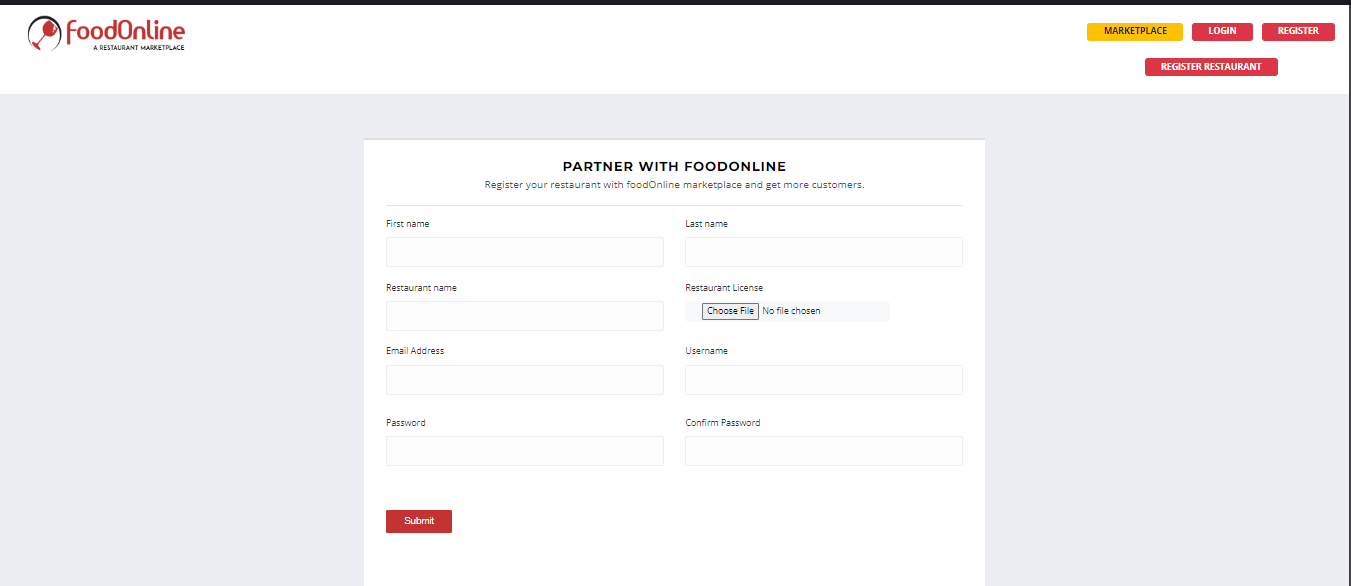 FoodOnline
A RESTAURANT MARKETPLACE
MARKETPLACE LOGIN REGISTER
REGISTER RESTAURANT
PARTNER WITH FOODONLINE
Register your restaurant with foodOnline marketplace and get more customers.
First name Last name
Restaurant name Restaurant License
Choose File No file chosen
Email Address Username
Password Confirm Password
Submit